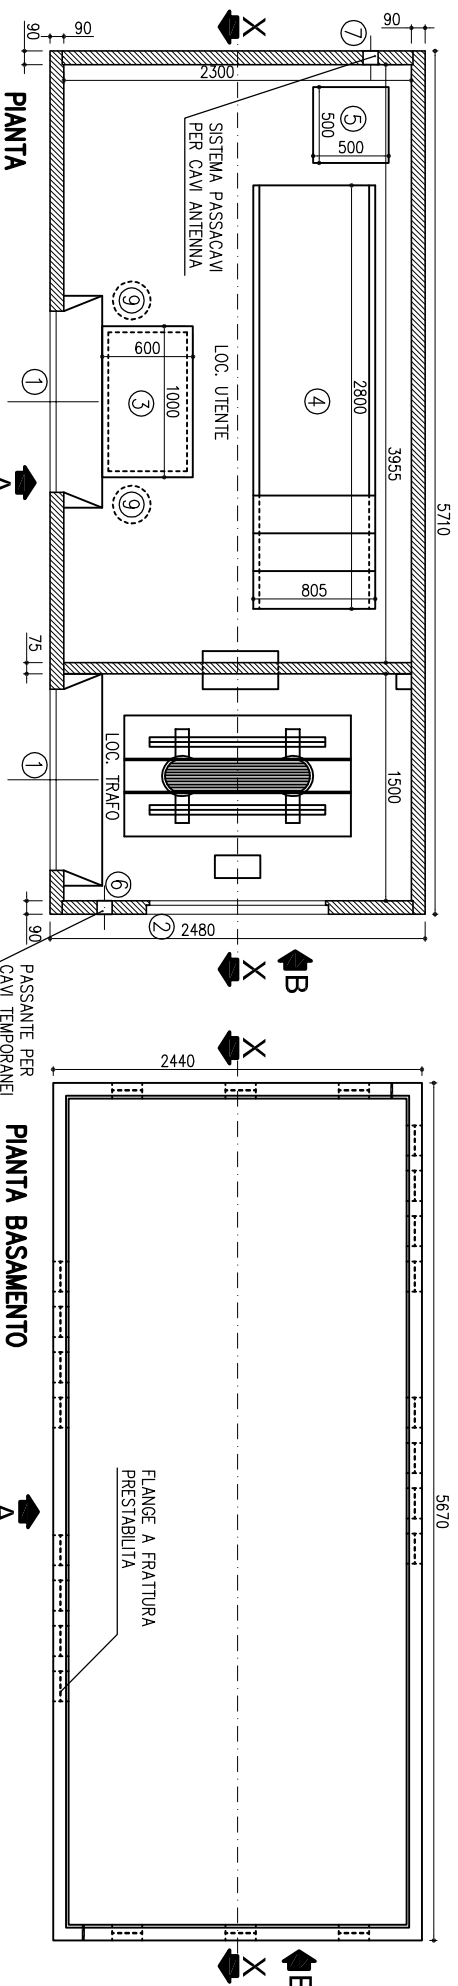 X
X
B
A
5710
3955
1500
2300
2480
90
90
90
90
75
7
5
500
500
SISTEMA PASSACAVI
PER CAVI ANTENNA
LOC. UTENTE
4
2800
805
9
9
3
600
1000
1
1
LOC. TRAFO
6
2
PASSANTE PER
CAVI TEMPORANEI
PIANTA
X
X
5670
2440
FLANGE A FRATTURA
PRESTABILITA
A
PIANTA BASAMENTO